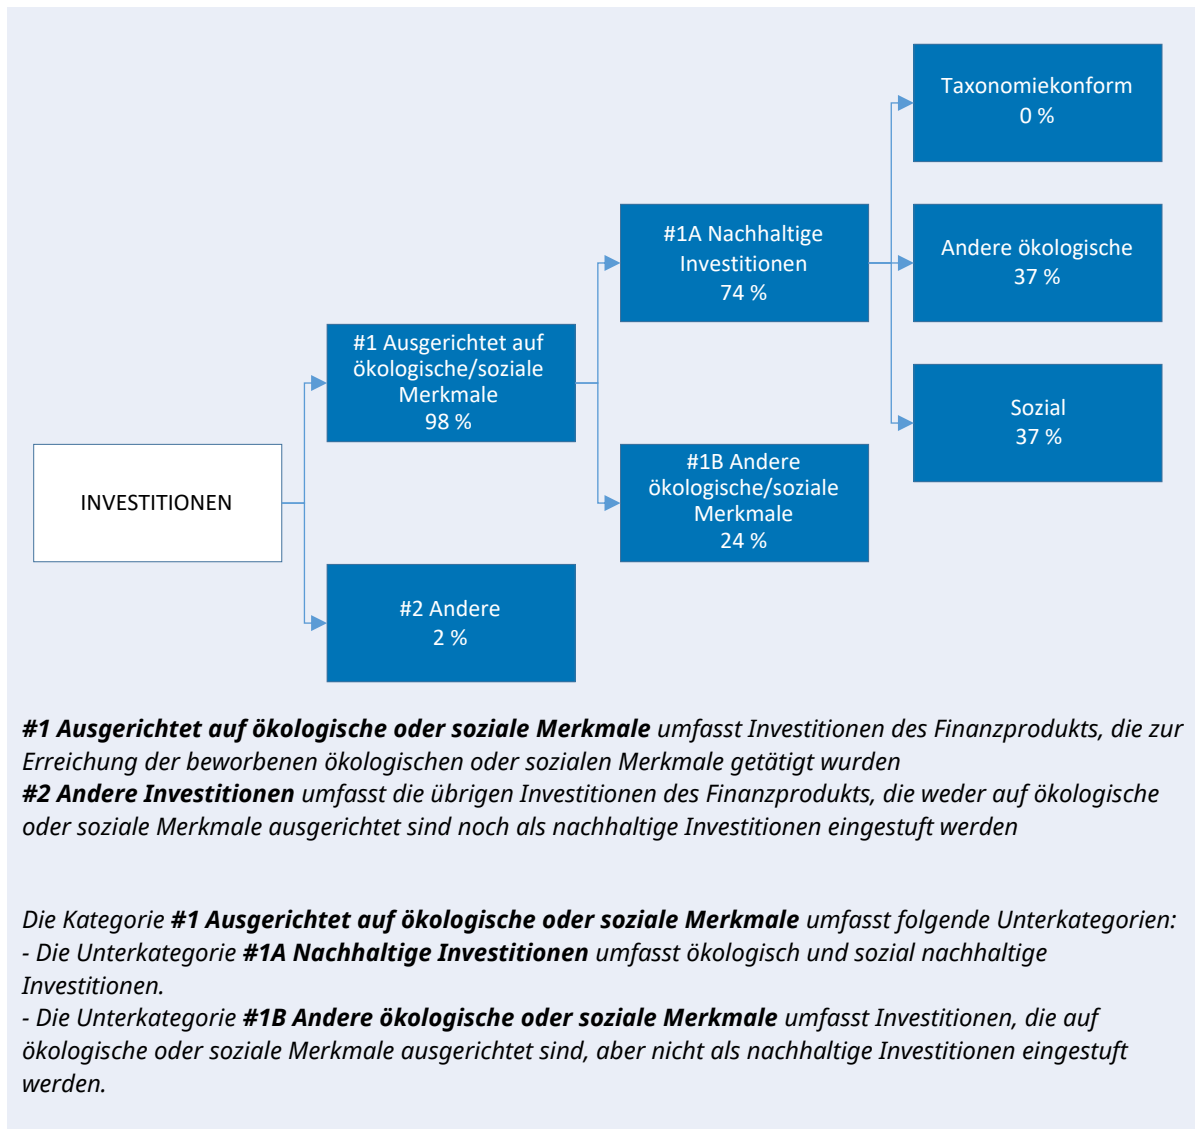 Taxonomiekonform
0 %
#1A Nachhaltige
Investitionen
74 %
Andere ökologische
37 %
#1 Ausgerichtet auf
ökologische/soziale
Merkmale
98 %
Sozial
37 %
INVESTITIONEN
#1B Andere
ökologische/soziale
Merkmale
24 %
#2 Andere
2 %
#1 Ausgerichtet auf ökologische oder soziale Merkmale umfasst Investitionen des Finanzprodukts, die zur
Erreichung der beworbenen ökologischen oder sozialen Merkmale getätigt wurden
#2 Andere Investitionen umfasst die übrigen Investitionen des Finanzprodukts, die weder auf ökologische
oder soziale Merkmale ausgerichtet sind noch als nachhaltige Investitionen eingestuft werden
Die Kategorie #1 Ausgerichtet auf ökologische oder soziale Merkmale umfasst folgende Unterkategorien:
- Die Unterkategorie #1A Nachhaltige Investitionen umfasst ökologisch und sozial nachhaltige
Investitionen.
- Die Unterkategorie #1B Andere ökologische oder soziale Merkmale umfasst Investitionen, die auf
ökologische oder soziale Merkmale ausgerichtet sind, aber nicht als nachhaltige Investitionen eingestuft
werden.